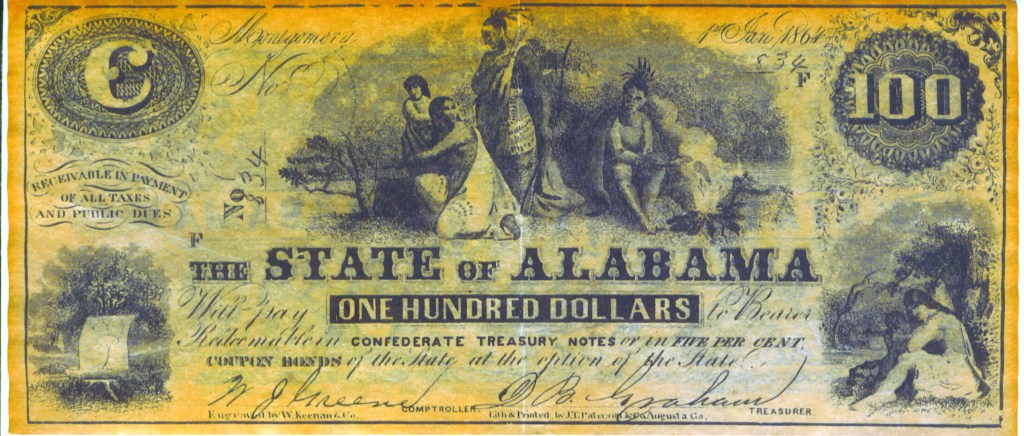 C
Montgomery, 1st Jan 1864
No 834 F
100
RECEIVABLE IN PAYMENT
OF ALL TAXES
AND PUBLIC DUES
No 834
F
THE STATE OF ALABAMA
Will pay ONE HUNDRED DOLLARS to Bearer
Redeemable in CONFEDERATE TREASURY NOTES or in FIVE PER CENT.
COUPON BONDS of the State at the option of the State.
W J Greene COMPTROLLER.
D B Graham TREASURER.
Engraved by W. Keenan & Co.
Lith & Printed by J.T. Paterson & Co Augusta Ga.